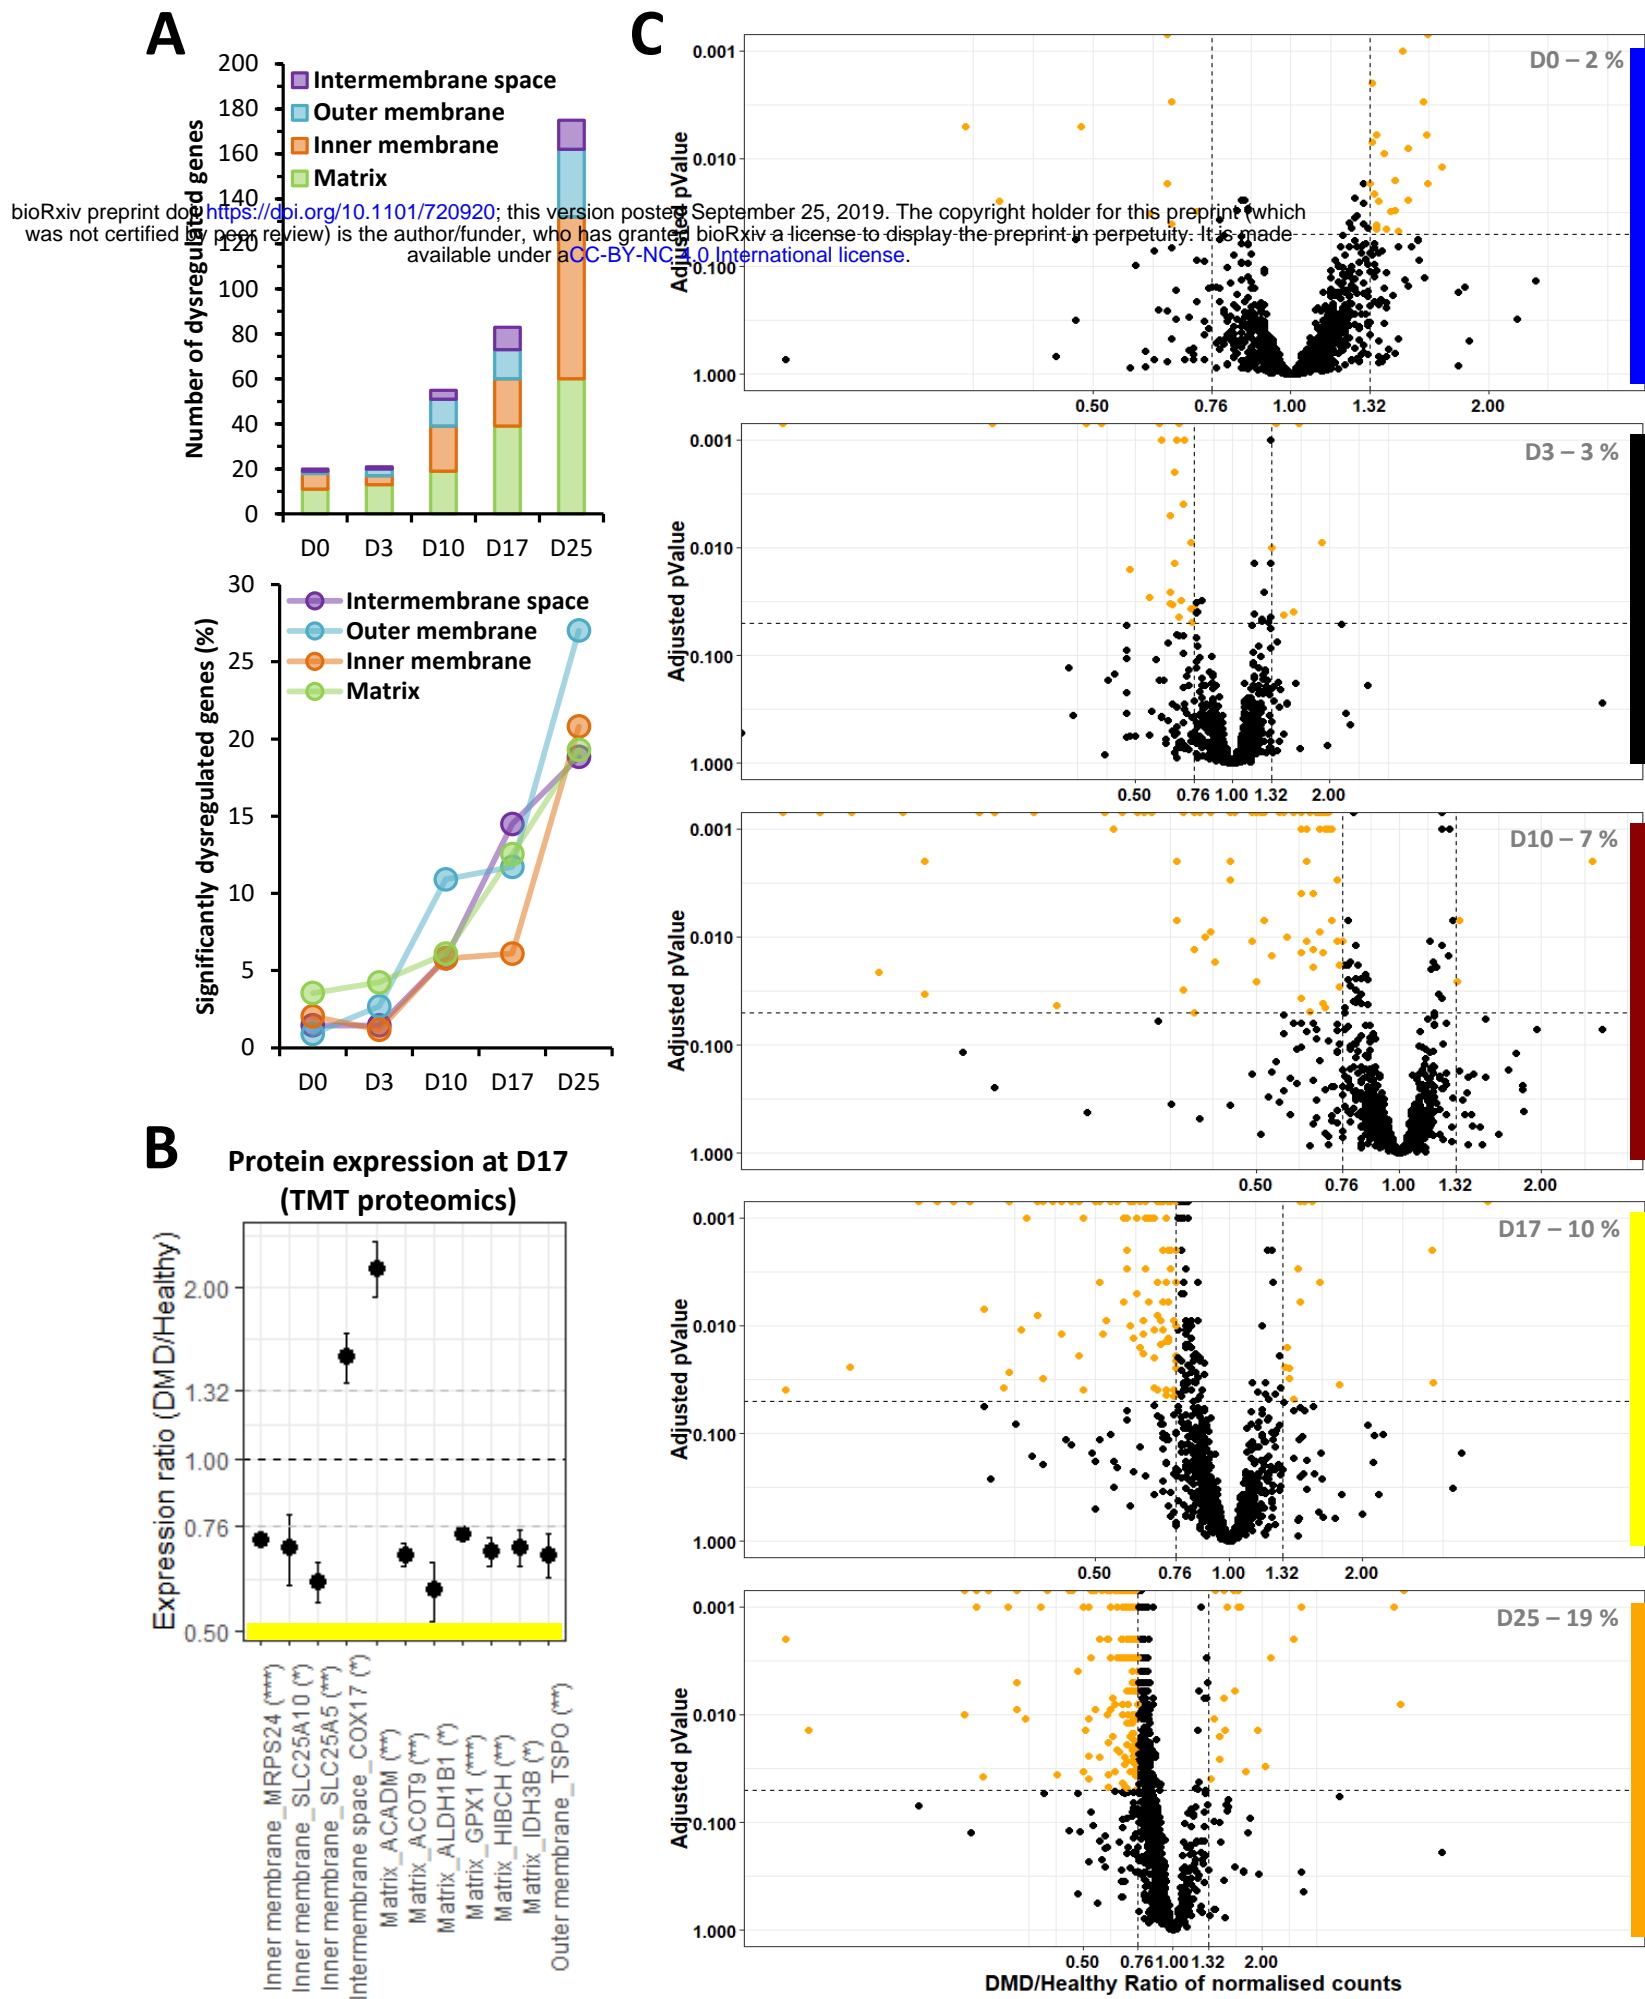 A
200
180
160
140
120
100
80
60
40
20
0
Number of dysregulated genes
Intermembrane space
Outer membrane
Inner membrane
Matrix
D0 D3 D10 D17 D25
bioRxiv preprint doi: https://doi.org/10.1101/720920; this version posted September 25, 2019. The copyright holder for this preprint (which
was not certified by peer review) is the author/funder, who has granted bioRxiv a license to display the preprint in perpetuity. It is made
available under aCC-BY-NC 4.0 International license.
30
25
20
15
10
5
0
Significantly dysregulated genes (%)
Intermembrane space
Outer membrane
Inner membrane
Matrix
D0 D3 D10 D17 D25
B
Protein expression at D17
(TMT proteomics)
Expression ratio (DMD/Healthy)
2.00
1.32
1.00
0.76
0.50
Inner membrane_MRPS24 (***)
Inner membrane_SLC25A10 (*)
Inner membrane_SLC25A5 (**)
Intermembrane space_COX17 (*)
Matrix_ACADM (**)
Matrix_ACOT9 (**)
Matrix_ALDH1B1 (*)
Matrix_GPX1 (***)
Matrix_HIBCH (**)
Matrix_IDH3B (*)
Outer membrane_TSPO (**)
C
D0 – 2 %
Adjusted pValue
0.001
0.010
0.100
1.000
0.50 0.76 1.00 1.32 2.00
D3 – 3 %
Adjusted pValue
0.001
0.010
0.100
1.000
0.50 0.76 1.00 1.32 2.00
D10 – 7 %
Adjusted pValue
0.001
0.010
0.100
1.000
0.50 0.76 1.00 1.32 2.00
D17 – 10 %
Adjusted pValue
0.001
0.010
0.100
1.000
0.50 0.76 1.00 1.32 2.00
D25 – 19 %
Adjusted pValue
0.001
0.010
0.100
1.000
0.50 0.76 1.00 1.32 2.00
DMD/Healthy Ratio of normalised counts